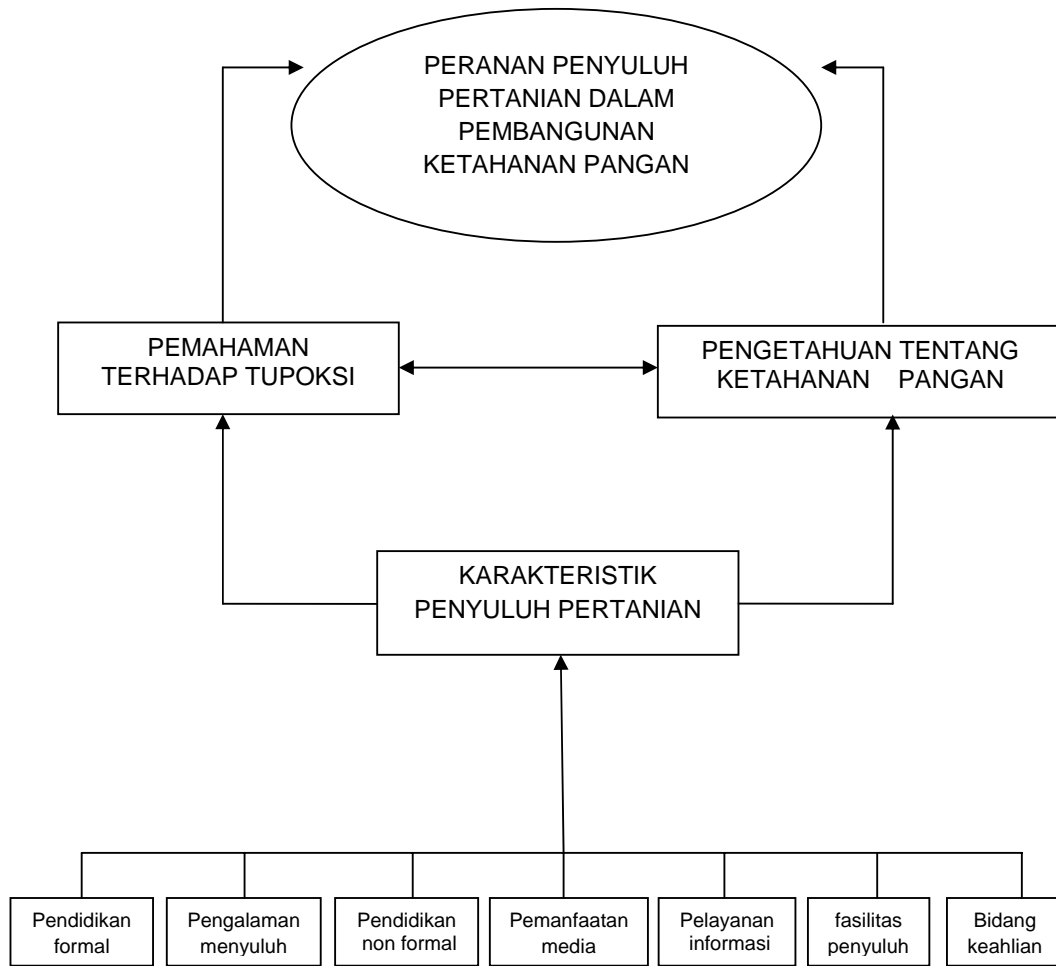 PERANAN PENYULUH
PERTANIAN DALAM
PEMBANGUNAN
KETAHANAN PANGAN
PEMAHAMAN
TERHADAP TUPOKSI
PENGETAHUAN TENTANG
KETAHANAN PANGAN
KARAKTERISTIK
PENYULUH PERTANIAN
Pendidikan
formal
Pengalaman
menyuluh
Pendidikan
non formal
Pemanfaatan
media
Pelayanan
informasi
fasilitas
penyuluh
Bidang
keahlian